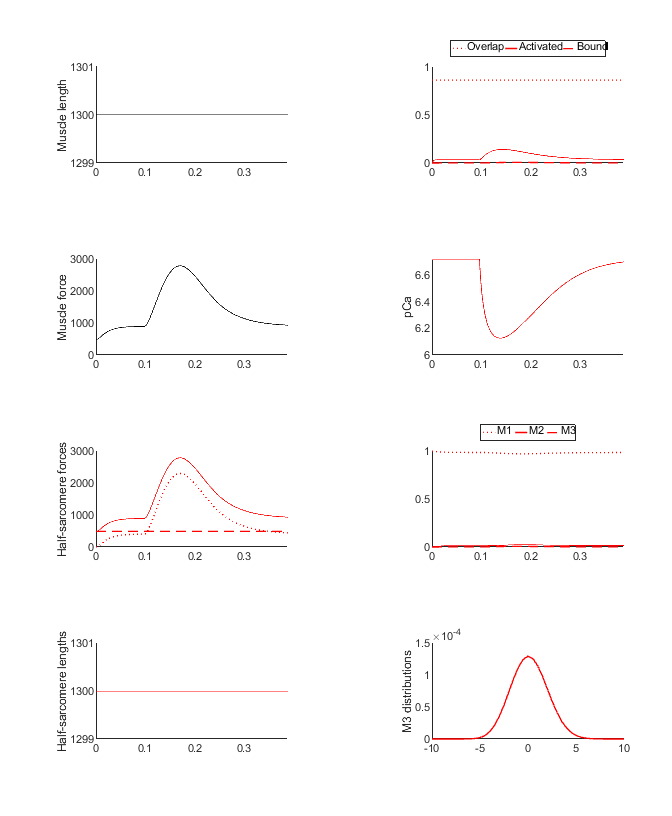 Overlap Activated Bound
1301
Muscle length
1300
1299
0 0.1 0.2 0.3
1
0.5
0
0 0.1 0.2 0.3
3000
Muscle force
2000
1000
0
0 0.1 0.2 0.3
6.6
pCa
6.4
6.2
6
0 0.1 0.2 0.3
M1 M2 M3
3000
Half-sarcomere forces
2000
1000
0
0 0.1 0.2 0.3
1
0.5
0
0 0.1 0.2 0.3
1301
Half-sarcomere lengths
1300
1299
0 0.1 0.2 0.3
×10-4
1.5
M3 distributions
1
0.5
0
-10 -5 0 5 10